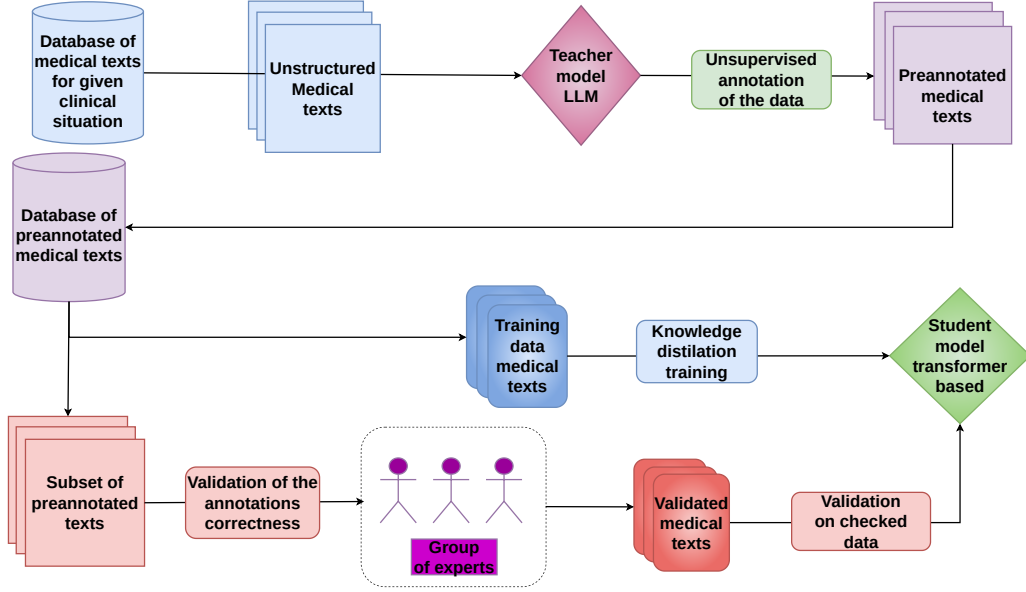 Database of
medical texts
for given
clinical
situation
Unstructured
Medical
texts
Teacher
model
LLM
Unsupervised
annotation
of the data
Preannotated
medical
texts
Database of
preannotated
medical texts
Training
data
medical
texts
Knowledge
distilation
training
Student
model
transformer
based
Subset of
preannotated
texts
Validation of the
annotations
correctness
Group
of experts
Validated
medical
texts
Validation
on checked
data